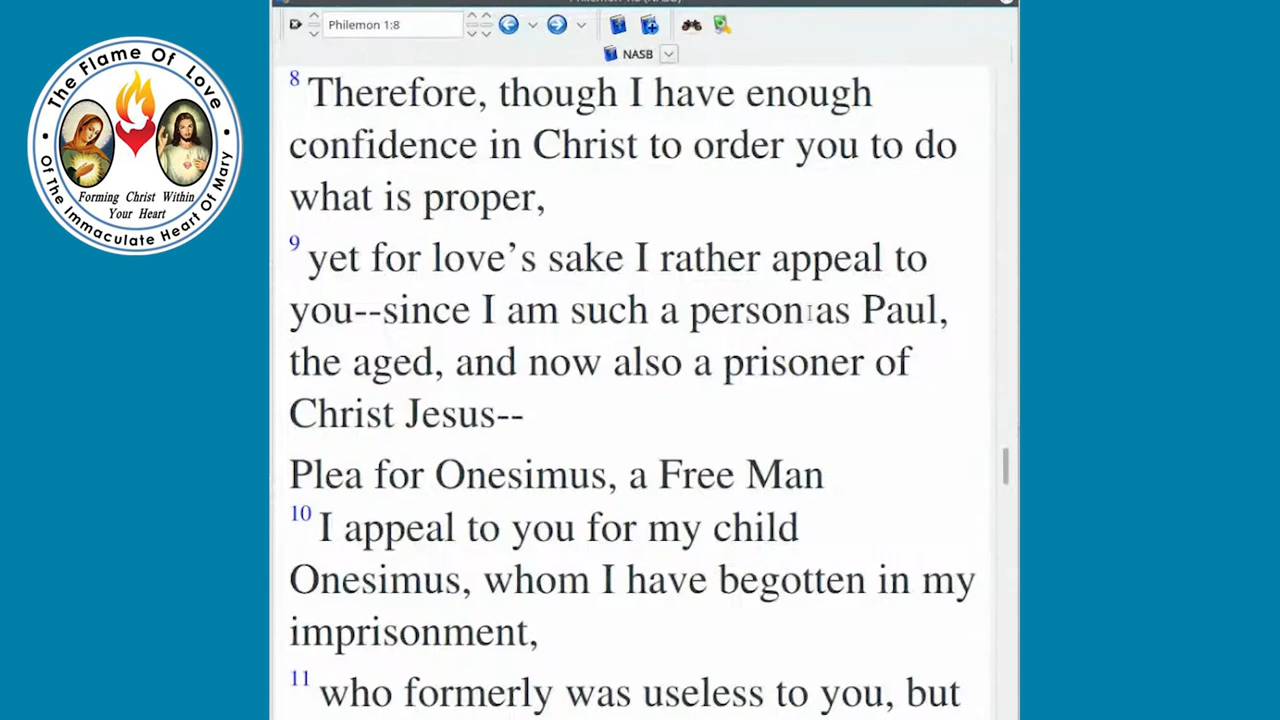 The Flame Of Love
Of The Immaculate Heart Of Mary
Forming Christ Within
Your Heart
Philemon 1:8
NASB
8 Therefore, though I have enough
confidence in Christ to order you to do
what is proper,
9 yet for love’s sake I rather appeal to
you--since I am such a person as Paul,
the aged, and now also a prisoner of
Christ Jesus--
Plea for Onesimus, a Free Man
10 I appeal to you for my child
Onesimus, whom I have begotten in my
imprisonment,
11 who formerly was useless to you, but